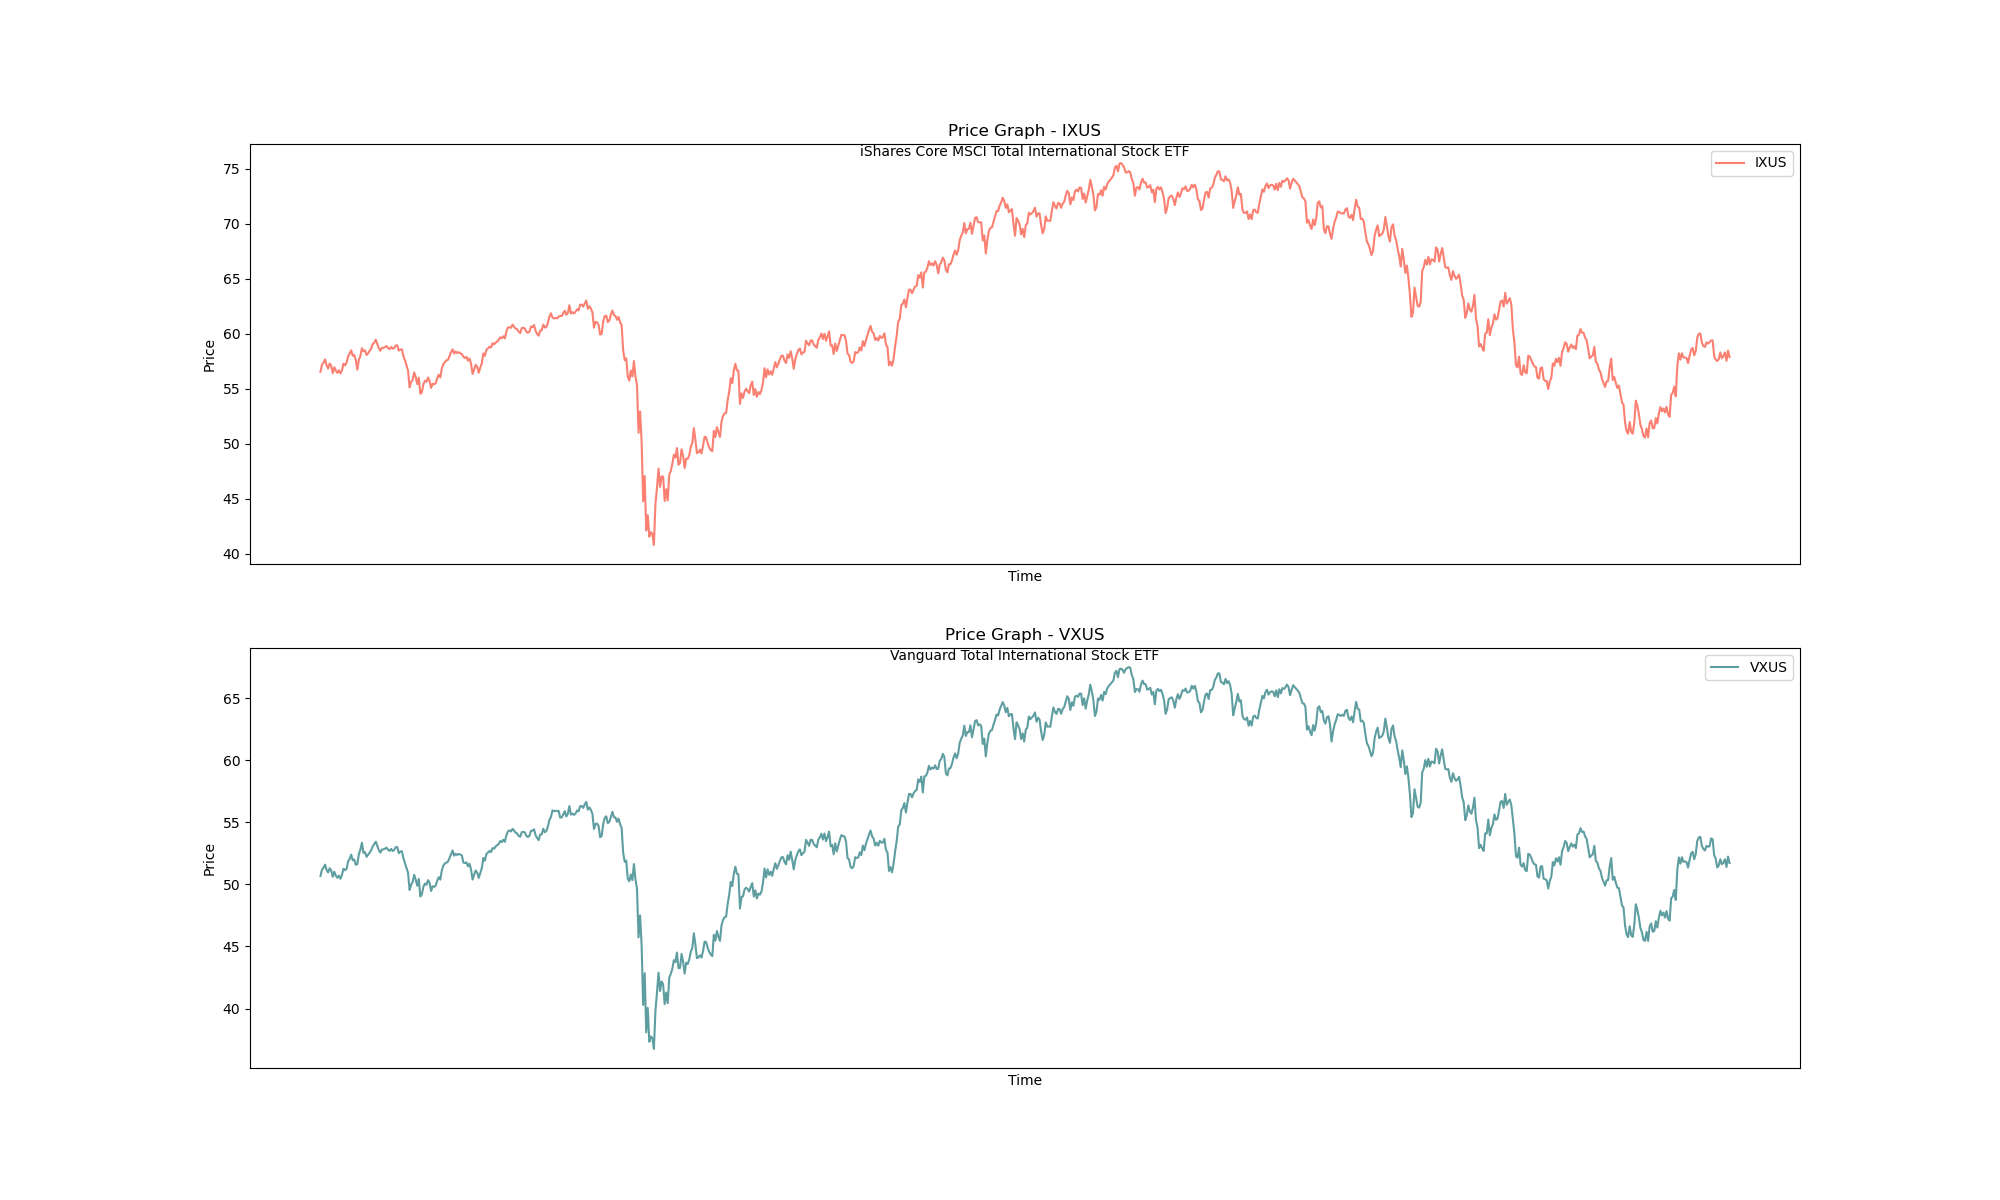 Price Graph - IXUS
iShares Core MSCI Total International Stock ETF
IXUS
75
70
65
60
55
50
45
40
Price
Time
Price Graph - VXUS
Vanguard Total International Stock ETF
VXUS
65
60
55
50
45
40
Price
Time